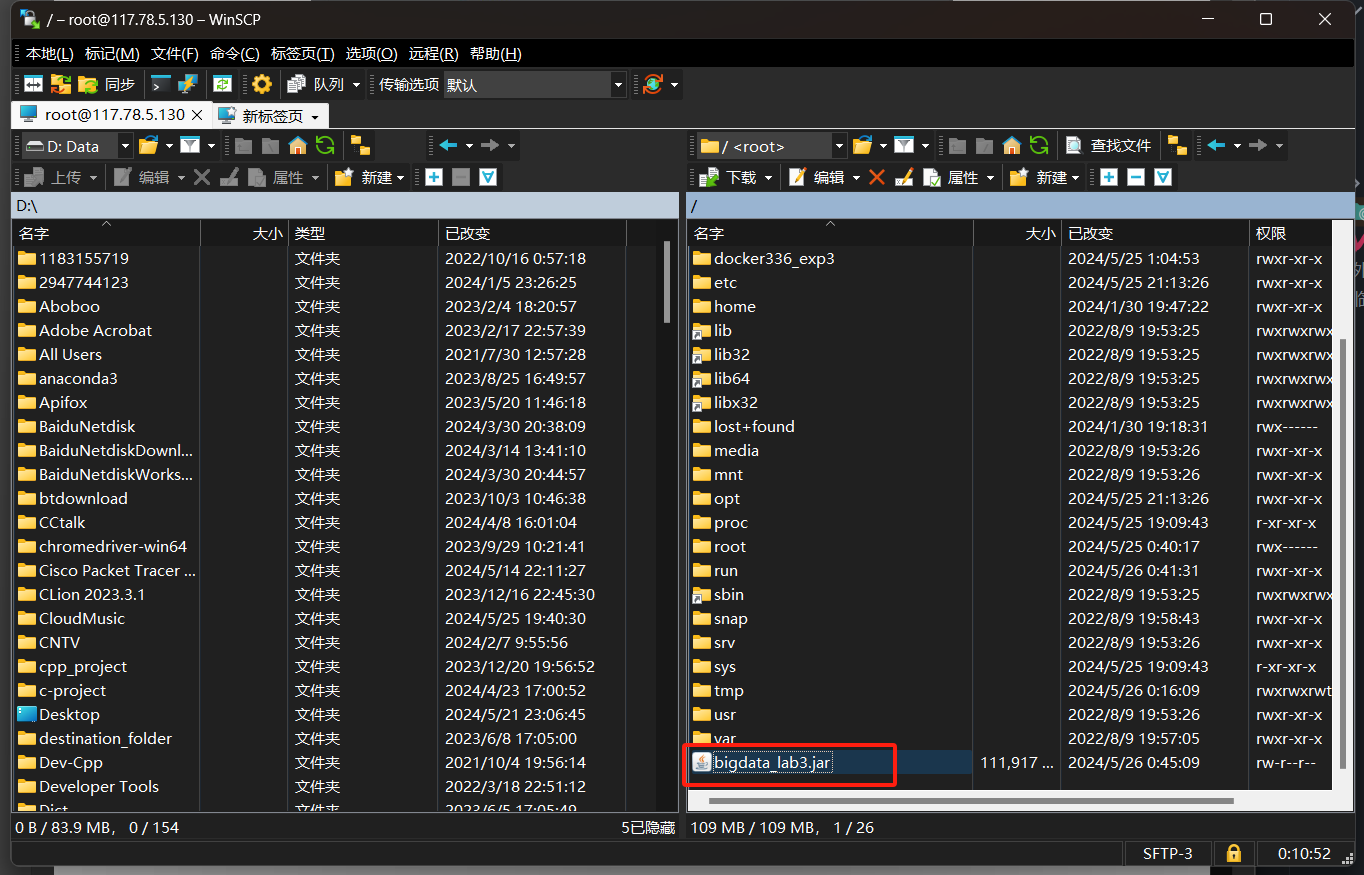 / – root@117.78.5.130 – WinSCP
本地(L) 标记(M) 文件(F) 命令(C) 标签页(T) 选项(O) 远程(R) 帮助(H)
同步 队列 传输选项 默认
root@117.78.5.130 新标签页
D: Data
上传 编辑 属性 新建
D:\
名字 大小 类型 已改变
1183155719 文件夹 2022/10/16 0:57:18
2947744123 文件夹 2024/1/5 23:26:25
Aboboo 文件夹 2023/2/4 18:20:57
Adobe Acrobat 文件夹 2023/2/17 22:57:39
All Users 文件夹 2021/7/30 12:57:28
anaconda3 文件夹 2023/8/25 16:49:57
Apifox 文件夹 2023/5/20 11:46:18
BaiduNetdisk 文件夹 2024/3/30 20:38:09
BaiduNetdiskDownl... 文件夹 2024/3/14 13:41:10
BaiduNetdiskWorks... 文件夹 2024/3/30 20:44:57
btdownload 文件夹 2023/10/3 10:46:38
CCtalk 文件夹 2024/4/8 16:01:04
chromedriver-win64 文件夹 2023/9/29 10:21:41
Cisco Packet Tracer ... 文件夹 2024/5/14 22:11:27
CLion 2023.3.1 文件夹 2023/12/16 22:45:30
CloudMusic 文件夹 2024/5/25 19:40:30
CNTV 文件夹 2024/2/7 9:55:56
cpp_project 文件夹 2023/12/20 19:56:52
c-project 文件夹 2024/4/23 17:00:52
Desktop 文件夹 2024/5/21 23:06:45
destination_folder 文件夹 2023/6/8 17:05:00
Dev-Cpp 文件夹 2021/10/4 19:56:14
Developer Tools 文件夹 2022/3/18 22:51:12
Dict 文件夹 2023/6/5 17:05:49
0 B / 83.9 MB， 0 / 154 5已隐藏
/ <root> 查找文件
下载 编辑 属性 新建
/
名字 大小 已改变 权限
docker336_exp3 2024/5/25 1:04:53 rwxr-xr-x
etc 2024/5/25 21:13:26 rwxr-xr-x
home 2024/1/30 19:47:22 rwxr-xr-x
lib 2022/8/9 19:53:25 rwxrwxrwx
lib32 2022/8/9 19:53:25 rwxrwxrwx
lib64 2022/8/9 19:53:25 rwxrwxrwx
libx32 2022/8/9 19:53:25 rwxrwxrwx
lost+found 2024/1/30 19:18:31 rwx------
media 2022/8/9 19:53:26 rwxr-xr-x
mnt 2022/8/9 19:53:26 rwxr-xr-x
opt 2024/5/25 21:13:26 rwxr-xr-x
proc 2024/5/25 19:09:43 r-xr-xr-x
root 2024/5/25 0:40:17 rwx------
run 2024/5/26 0:41:31 rwxr-xr-x
sbin 2022/8/9 19:53:25 rwxrwxrwx
snap 2022/8/9 19:58:43 rwxr-xr-x
srv 2022/8/9 19:53:26 rwxr-xr-x
sys 2024/5/25 19:09:43 r-xr-xr-x
tmp 2024/5/26 0:16:09 rwxrwxrwt
usr 2022/8/9 19:53:26 rwxr-xr-x
var 2022/8/9 19:57:05 rwxr-xr-x
bigdata_lab3.jar 111,917 ... 2024/5/26 0:45:09 rw-r--r--
109 MB / 109 MB， 1 / 26
SFTP-3 0:10:52